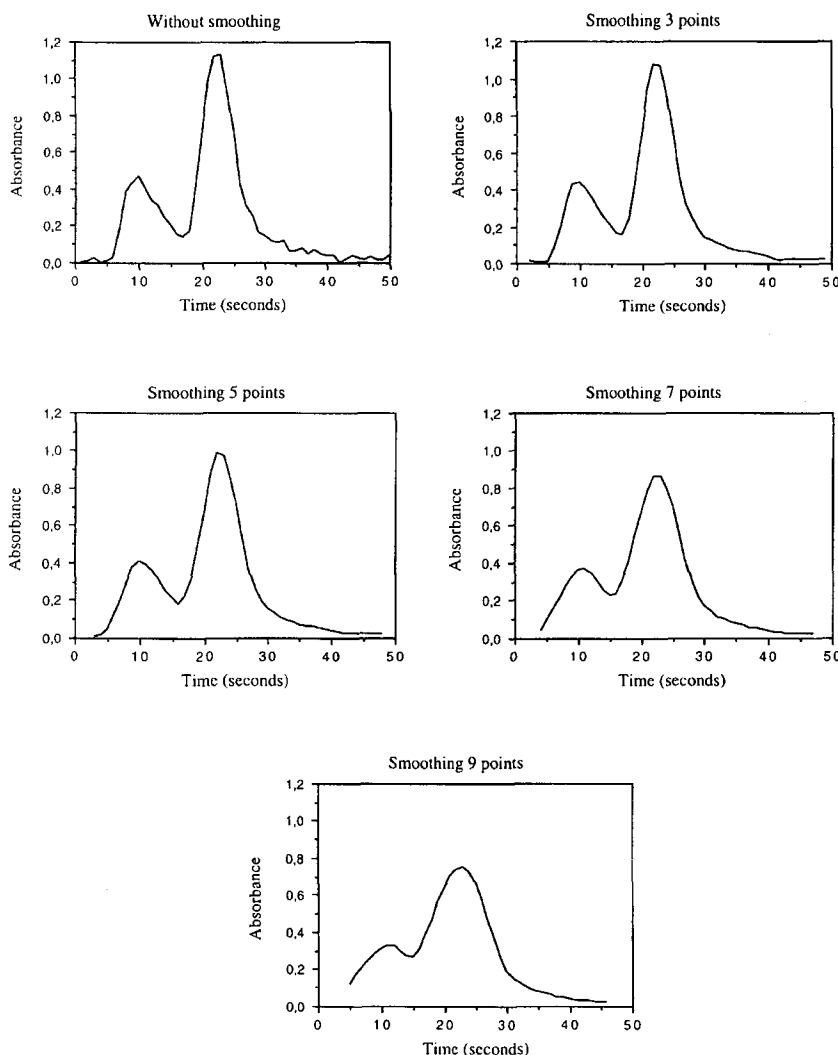 Without smoothing
1,2
1,0
0,8
0,6
0,4
0,2
0,0
Absorbance
0 10 20 30 40 50
Time (seconds)
Smoothing 3 points
1,2
1,0
0,8
0,6
0,4
0,2
0,0
Absorbance
0 10 20 30 40 50
Time (seconds)
Smoothing 5 points
1,2
1,0
0,8
0,6
0,4
0,2
0,0
Absorbance
0 10 20 30 40 50
Time (seconds)
Smoothing 7 points
1,2
1,0
0,8
0,6
0,4
0,2
0,0
Absorbance
0 10 20 30 40 50
Time (seconds)
Smoothing 9 points
1,2
1,0
0,8
0,6
0,4
0,2
0,0
Absorbance
0 10 20 30 40 50
Time (seconds)